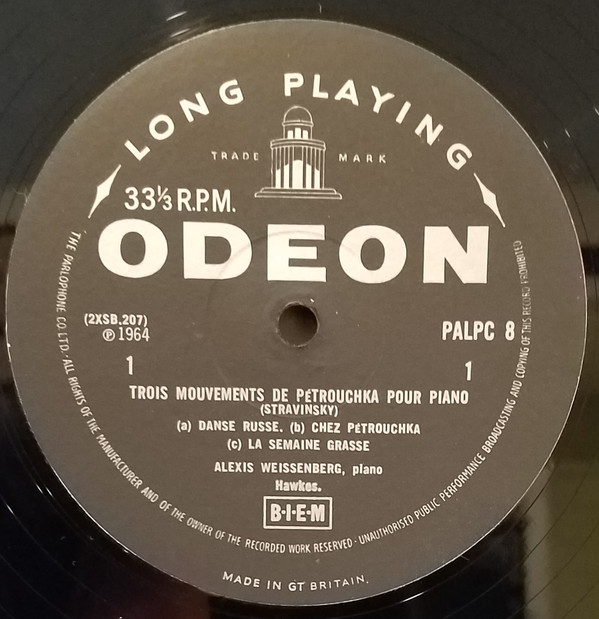 LONG PLAYING
TRADE MARK
33⅓ R.P.M.
ODEON
(2XSB.207)
℗ 1964
PALPC 8
1
1
TROIS MOUVEMENTS DE PéTROUCHKA POUR PIANO
(STRAVINSKY)
(a) DANSE RUSSE. (b) CHEZ PéTROUCHKA
(c) LA SEMAINE GRASSE
ALEXIS WEISSENBERG, piano
Hawkes.
B·I·E·M
THE PARLOPHONE CO. LTD. · ALL RIGHTS OF THE MANUFACTURER AND OF THE OWNER OF THE RECORDED WORK RESERVED · UNAUTHORISED PUBLIC PERFORMANCE BROADCASTING AND COPYING OF THIS RECORD PROHIBITED
MADE IN GT BRITAIN.